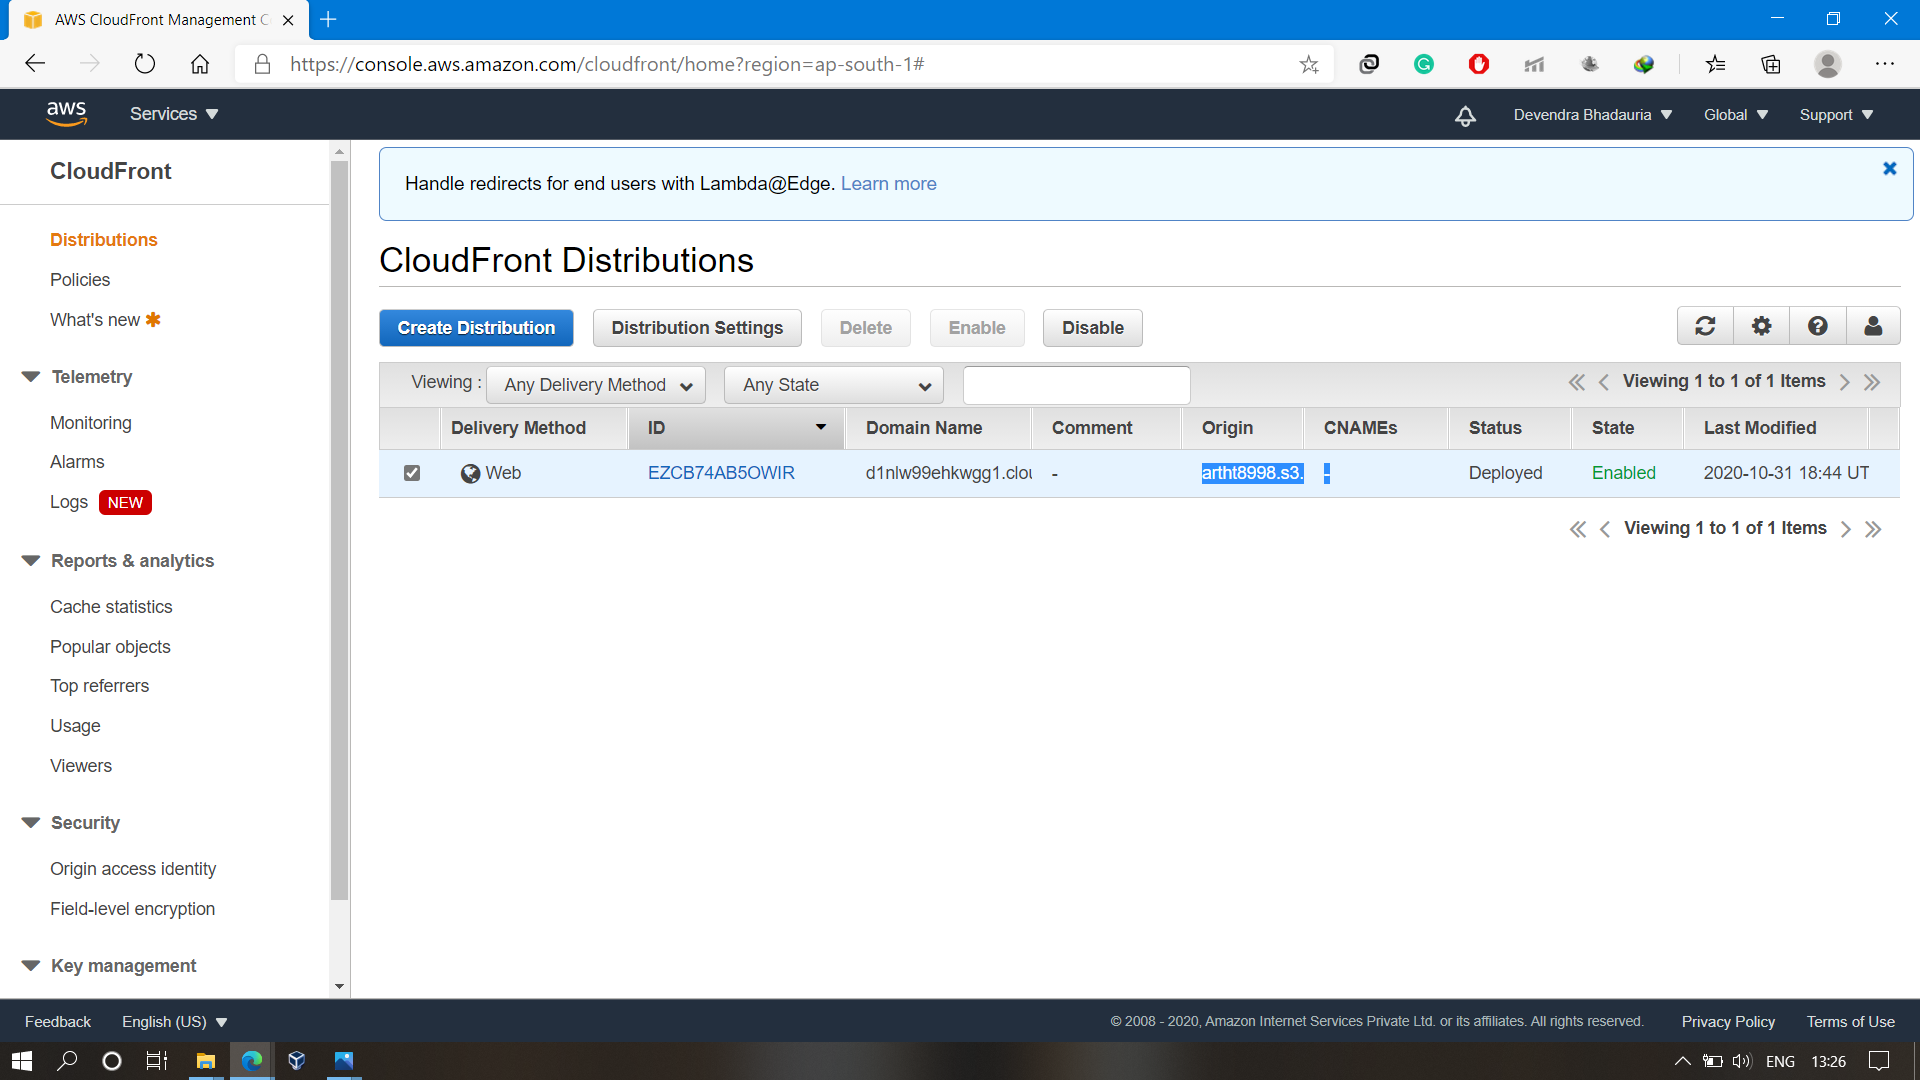 AWS CloudFront Management C
https://console.aws.amazon.com/cloudfront/home?region=ap-south-1#
aws
Services
Devendra Bhadauria
Global
Support
CloudFront
Distributions
Policies
What's new
Telemetry
Monitoring
Alarms
Logs NEW
Reports & analytics
Cache statistics
Popular objects
Top referrers
Usage
Viewers
Security
Origin access identity
Field-level encryption
Key management
Handle redirects for end users with Lambda@Edge. Learn more
CloudFront Distributions
Create Distribution
Distribution Settings
Delete
Enable
Disable
Viewing : Any Delivery Method Any State
Viewing 1 to 1 of 1 Items
Delivery Method ID Domain Name Comment Origin CNAMEs Status State Last Modified
Web EZCB74AB5OWIR d1nlw99ehkwgg1.clou - artht8998.s3. - Deployed Enabled 2020-10-31 18:44 UT
Viewing 1 to 1 of 1 Items
Feedback
English (US)
© 2008 - 2020, Amazon Internet Services Private Ltd. or its affiliates. All rights reserved.
Privacy Policy
Terms of Use
ENG
13:26